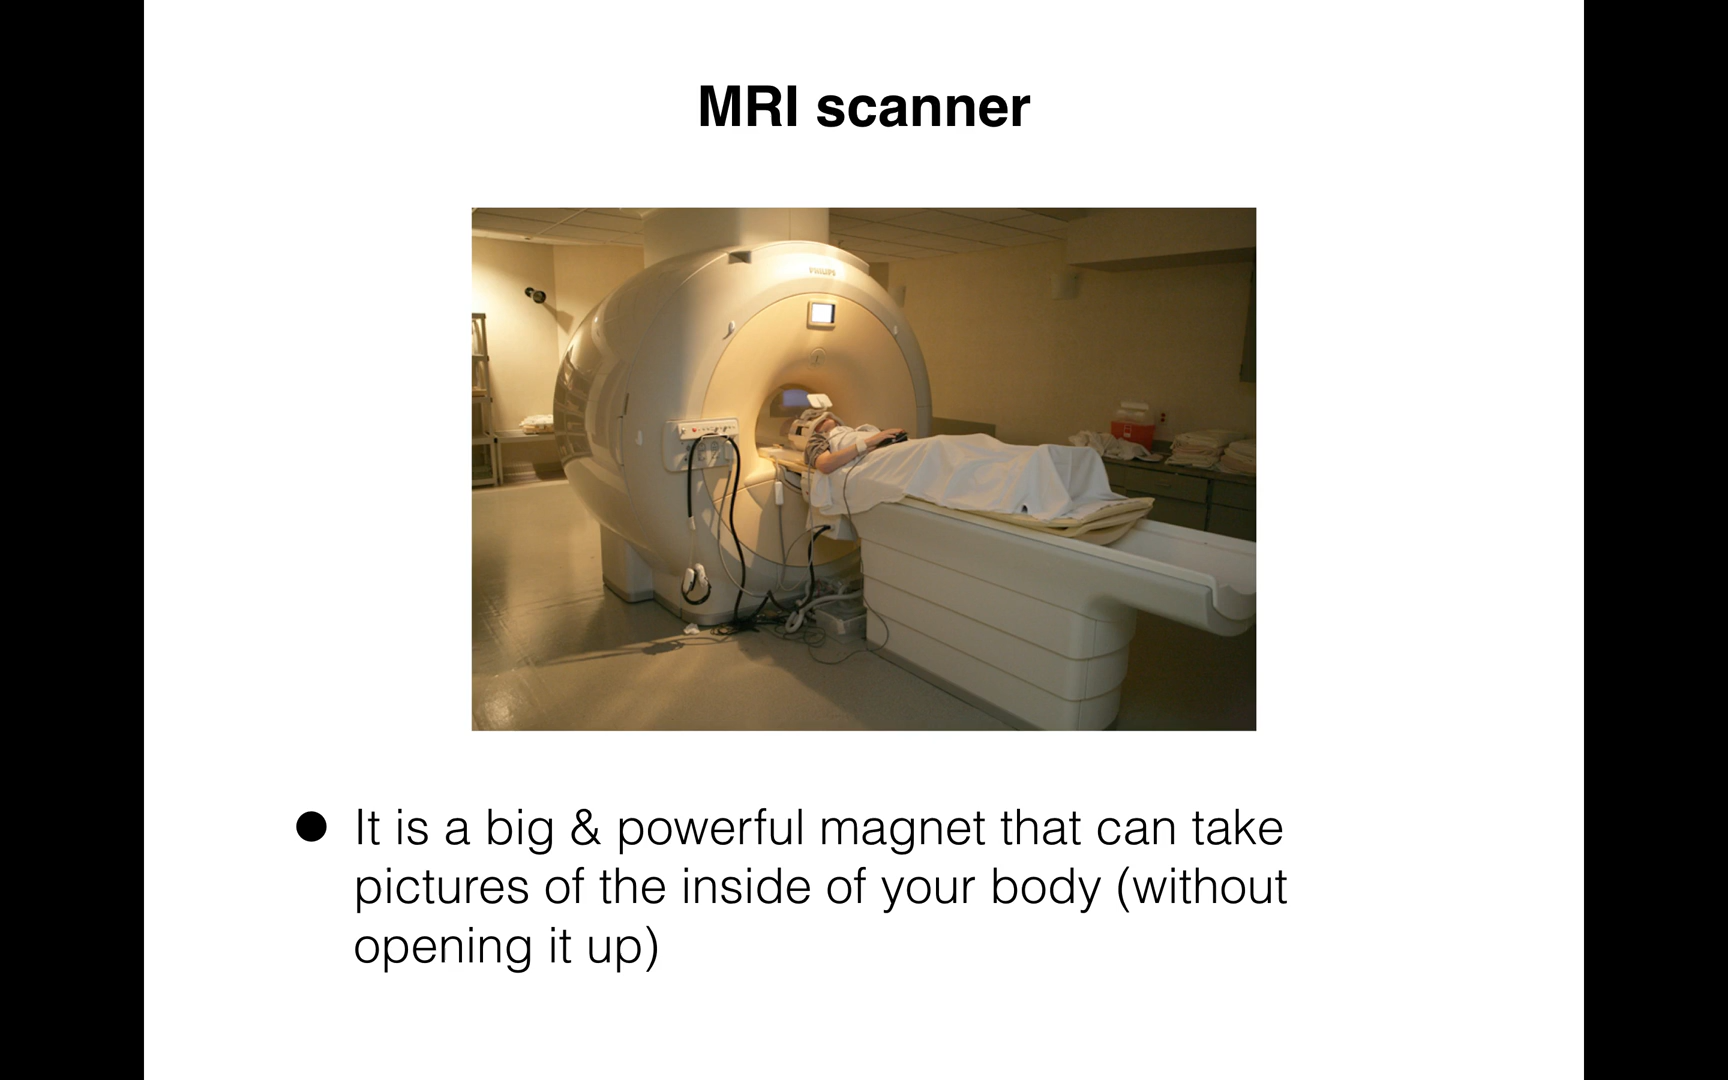 MRI scanner
PHILIPS
● It is a big & powerful magnet that can take
pictures of the inside of your body (without
opening it up)